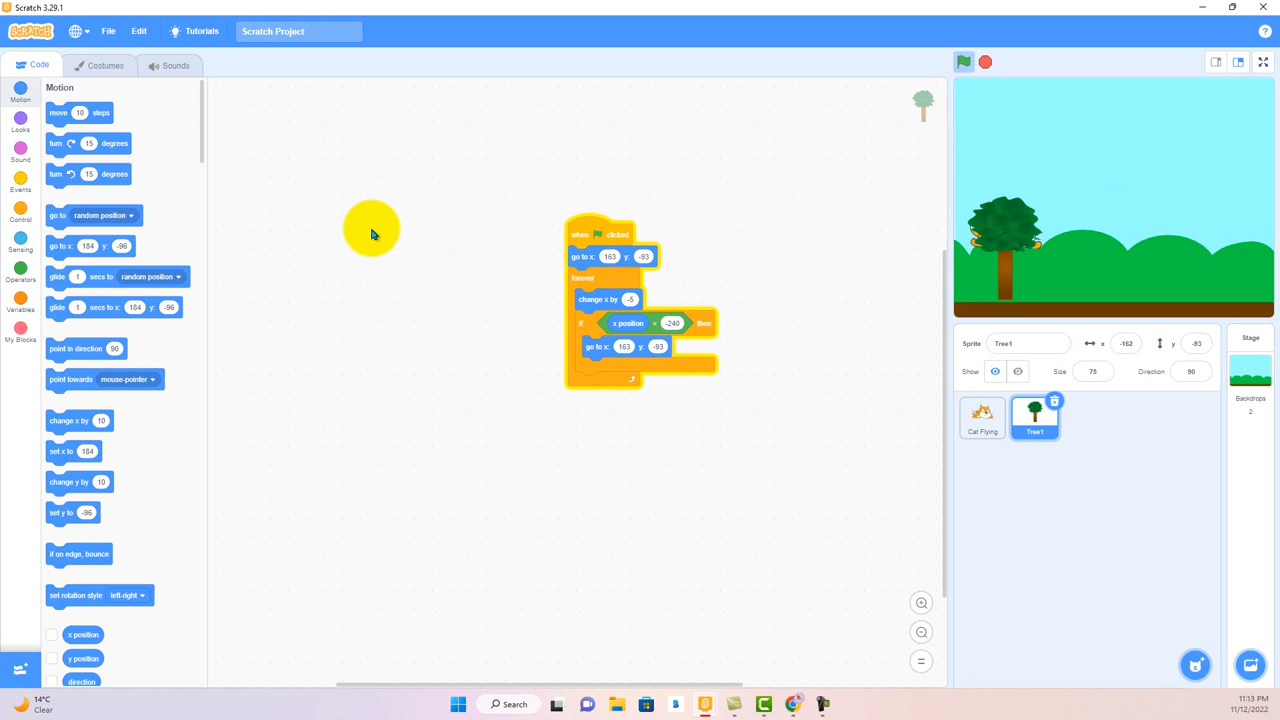 Scratch 3.29.1
SCRATCH File Edit Tutorials Scratch Project ?
Code Costumes Sounds
Motion
Looks
Sound
Events
Control
Sensing
Operators
Variables
My Blocks
Motion
move 10 steps
turn 15 degrees
turn 15 degrees
go to random position
go to x: 184 y: -96
glide 1 secs to random position
glide 1 secs to x: 184 y: -96
point in direction 90
point towards mouse-pointer
change x by 10
set x to 184
change y by 10
set y to -96
if on edge, bounce
set rotation style left-right
x position
y position
direction
when clicked
go to x: 163 y: -93
forever
change x by -5
if x position < -240 then
go to x: 163 y: -93
Sprite Tree1 x -162 y -93
Show Size 75 Direction 90
Cat Flying
Tree1
Stage
Backdrops
2
14°C
Clear
Search
11:13 PM
11/12/2022